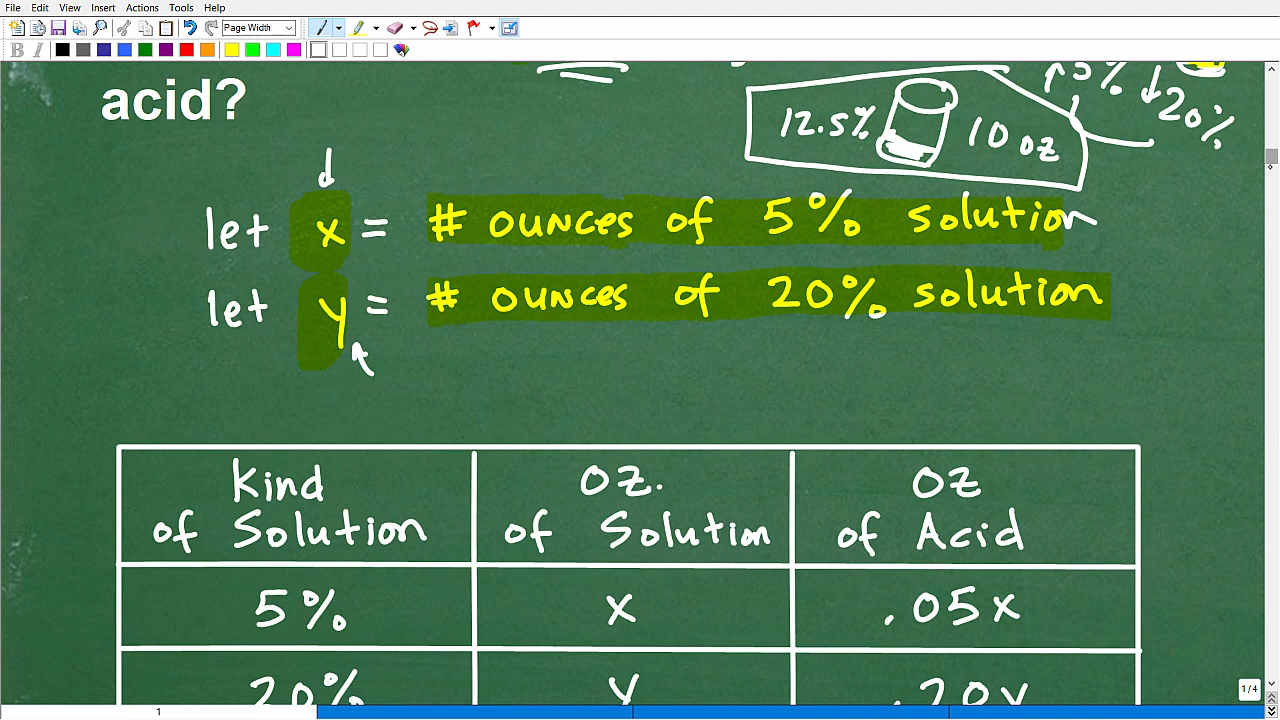 File Edit View Insert Actions Tools Help
Page Width
B I
acid?
12.5% 10 oz
5%
20%
let x = # ounces of 5% solution
let y = # ounces of 20% solution
Kind of Solution
Oz. of Solution
Oz of Acid
5% x .05x
20% y .20y
1/4
1